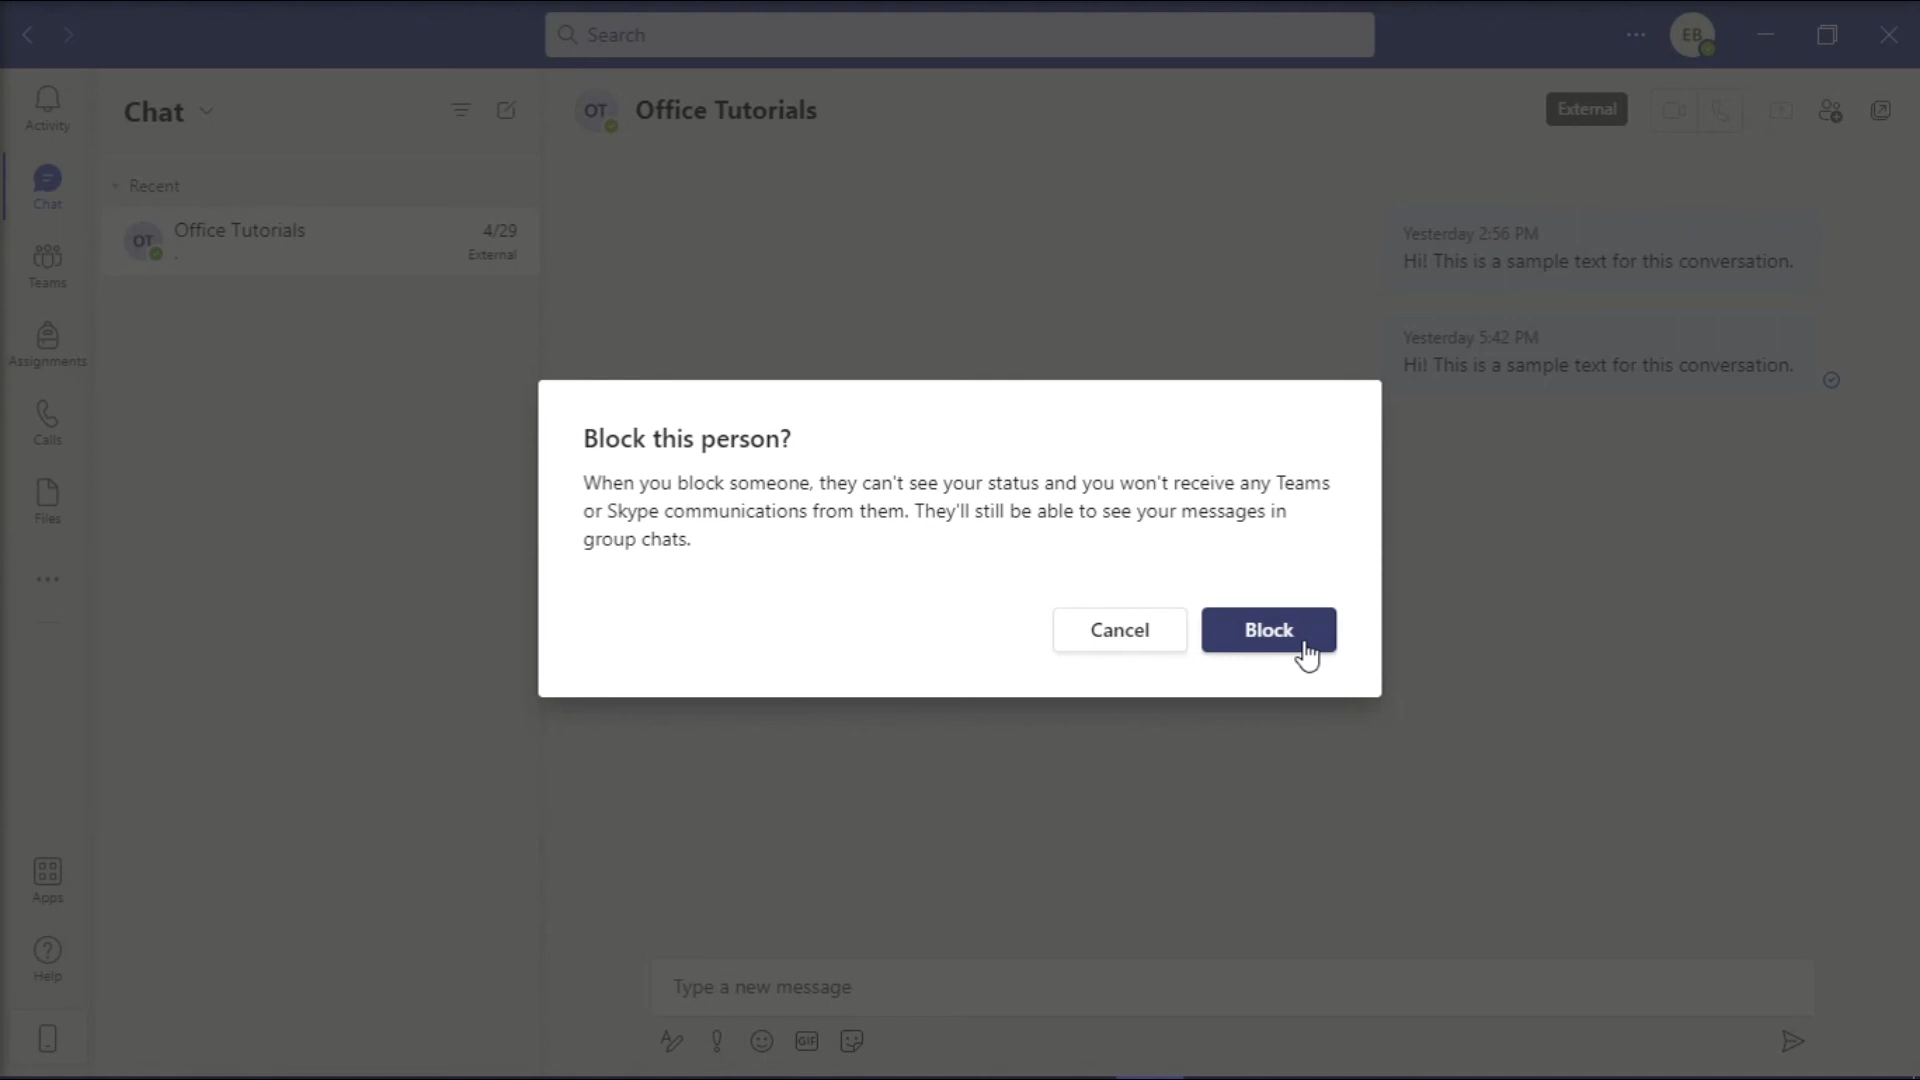 Search
EB
Activity
Chat
Teams
Assignments
Calls
Files
Apps
Help
Chat
Recent
OT
Office Tutorials
4/29
.
External
OT
Office Tutorials
External
Yesterday 2:56 PM
Hi! This is a sample text for this conversation.
Yesterday 5:42 PM
Hi! This is a sample text for this conversation.
Block this person?
When you block someone, they can't see your status and you won't receive any Teams
or Skype communications from them. They'll still be able to see your messages in
group chats.
Cancel
Block
Type a new message
GIF